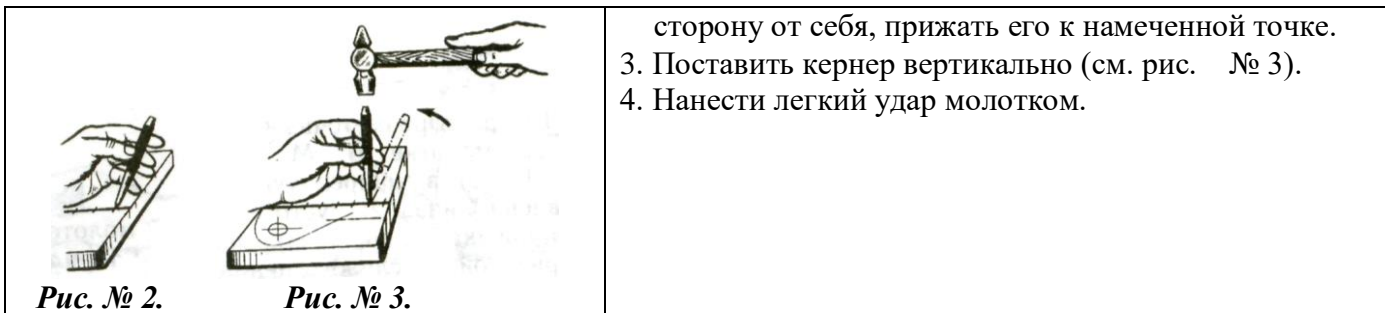 сторону от себя, прижать его к намеченной точке.
3. Поставить кернер вертикально (см. рис. № 3).
4. Нанести легкий удар молотком.
Рис. № 2. Рис. № 3.